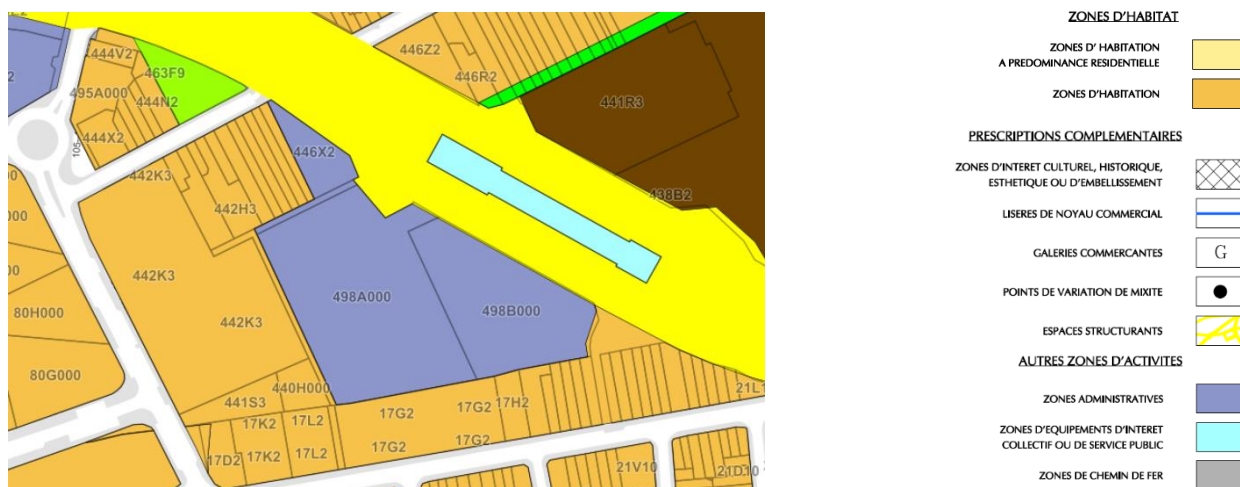 444V2
463F9
495A000
444N2
444X2
105
442K3
446X2
446Z2
446R2
441R3
438B2
442H3
442K3
442K3
498A000
498B000
80H000
80G000
441S3
440H000
17K2
17L2
17G2
17G2
17H2
17D2
17K2
17L2
17G2
17G2
21V10
21D10
ZONES D'HABITAT
ZONES D' HABITATION
A PREDOMINANCE RESIDENTIELLE
ZONES D'HABITATION
PRESCRIPTIONS COMPLEMENTAIRES
ZONES D'INTERET CULTUREL, HISTORIQUE,
ESTHETIQUE OU D'EMBELLISSEMENT
LISERES DE NOYAU COMMERCIAL
GALERIES COMMERCANTES
G
POINTS DE VARIATION DE MIXITE
ESPACES STRUCTURANTS
AUTRES ZONES D'ACTIVITES
ZONES ADMINISTRATIVES
ZONES D'EQUIPEMENTS D'INTERET
COLLECTIF OU DE SERVICE PUBLIC
ZONES DE CHEMIN DE FER